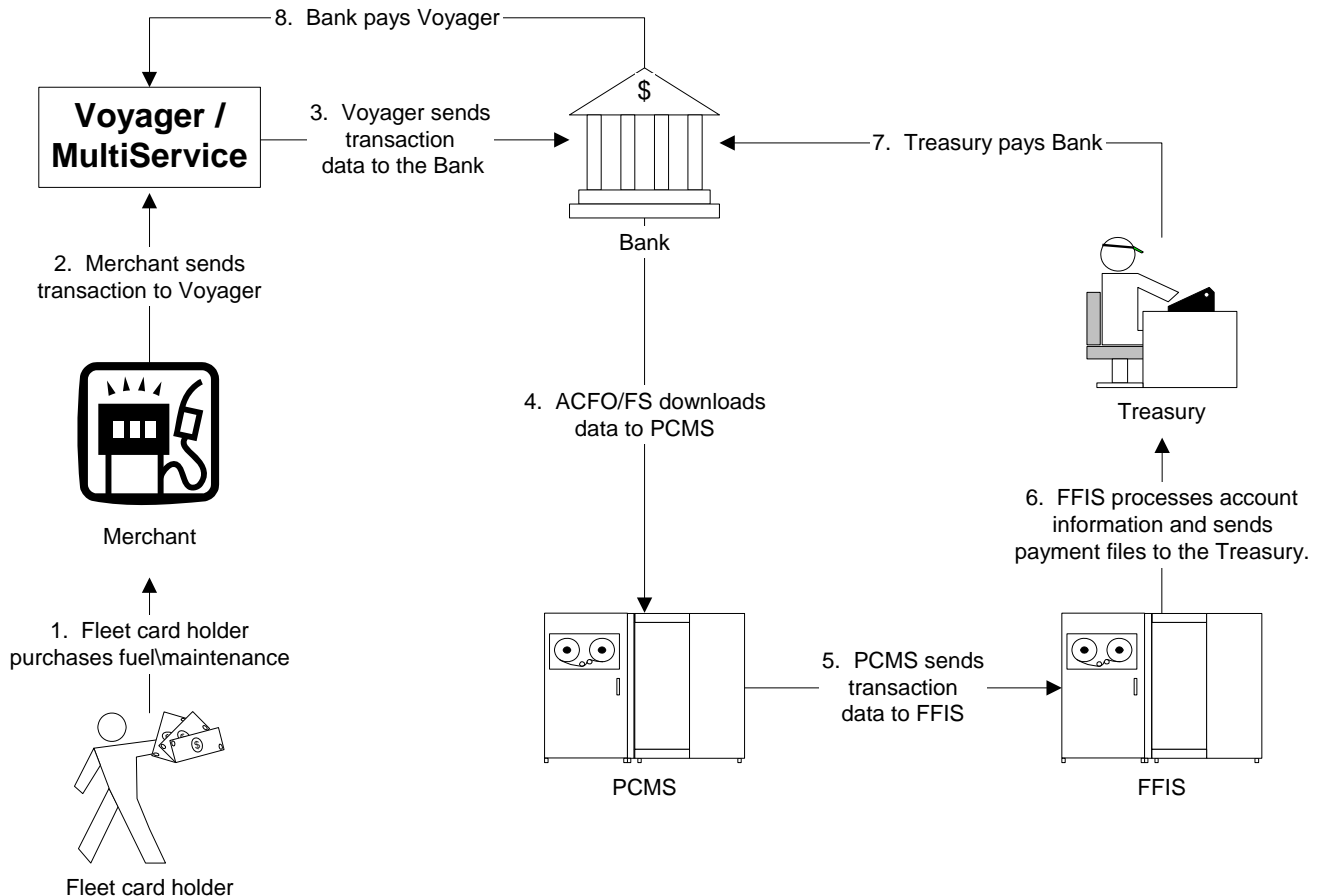 8. Bank pays Voyager
Voyager /
MultiService
3. Voyager sends
transaction
data to the Bank
$
7. Treasury pays Bank
Bank
2. Merchant sends
transaction to Voyager
4. ACFO/FS downloads
data to PCMS
Treasury
Merchant
6. FFIS processes account
information and sends
payment files to the Treasury.
1. Fleet card holder
purchases fuel\maintenance
5. PCMS sends
transaction
data to FFIS
$
PCMS
FFIS
Fleet card holder